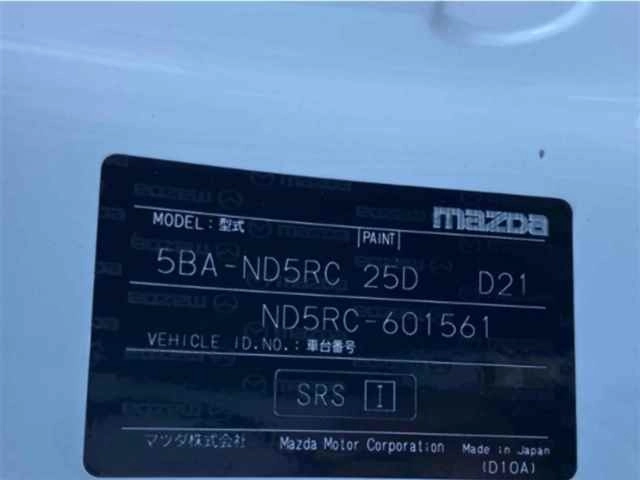 mazda
MODEL：型式 PAINT
5BA-ND5RC 25D D21
ND5RC-601561
VEHICLE ID.NO.：車台番号
SRS I
マツダ株式会社 Mazda Motor Corporation Made in Japan
(D10A)